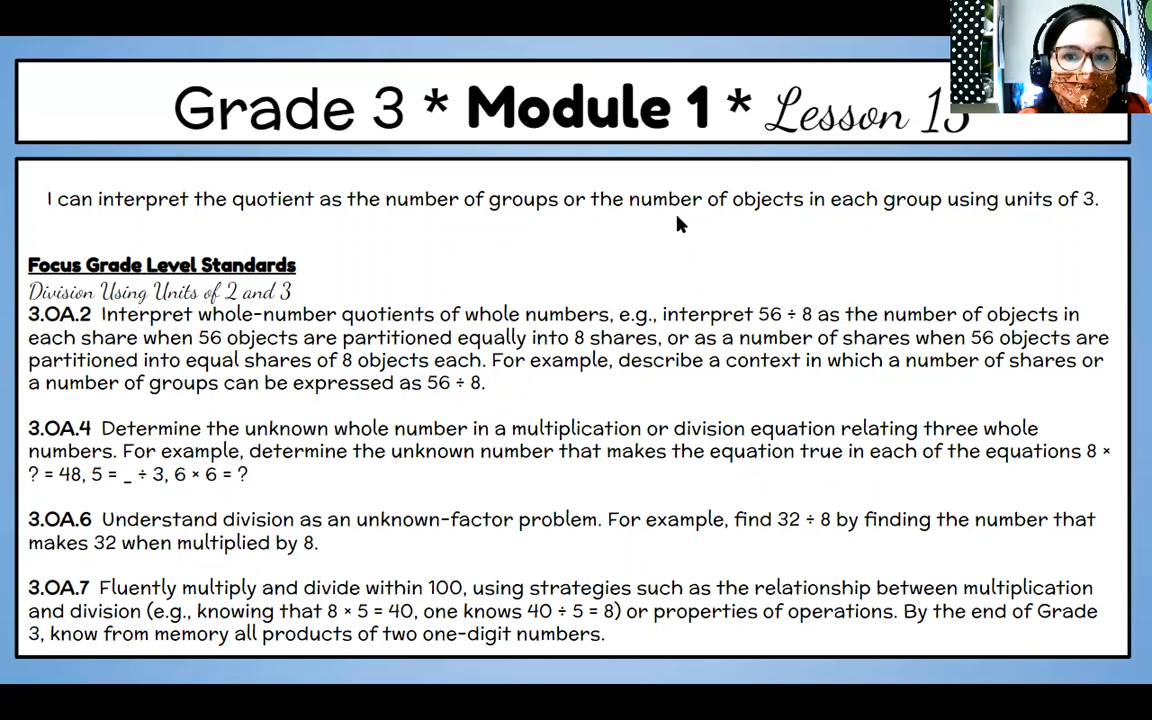 Grade 3 * Module 1 * Lesson
I can interpret the quotient as the number of groups or the number of objects in each group using units of 3.
Focus Grade Level Standards
Division Using Units of 2 and 3
3.OA.2 Interpret whole-number quotients of whole numbers, e.g., interpret 56 ÷ 8 as the number of objects in
each share when 56 objects are partitioned equally into 8 shares, or as a number of shares when 56 objects are
partitioned into equal shares of 8 objects each. For example, describe a context in which a number of shares or
a number of groups can be expressed as 56 ÷ 8.
3.OA.4 Determine the unknown whole number in a multiplication or division equation relating three whole
numbers. For example, determine the unknown number that makes the equation true in each of the equations 8 ×
? = 48, 5 = _ ÷ 3, 6 × 6 = ?
3.OA.6 Understand division as an unknown-factor problem. For example, find 32 ÷ 8 by finding the number that
makes 32 when multiplied by 8.
3.OA.7 Fluently multiply and divide within 100, using strategies such as the relationship between multiplication
and division (e.g., knowing that 8 × 5 = 40, one knows 40 ÷ 5 = 8) or properties of operations. By the end of Grade
3, know from memory all products of two one-digit numbers.